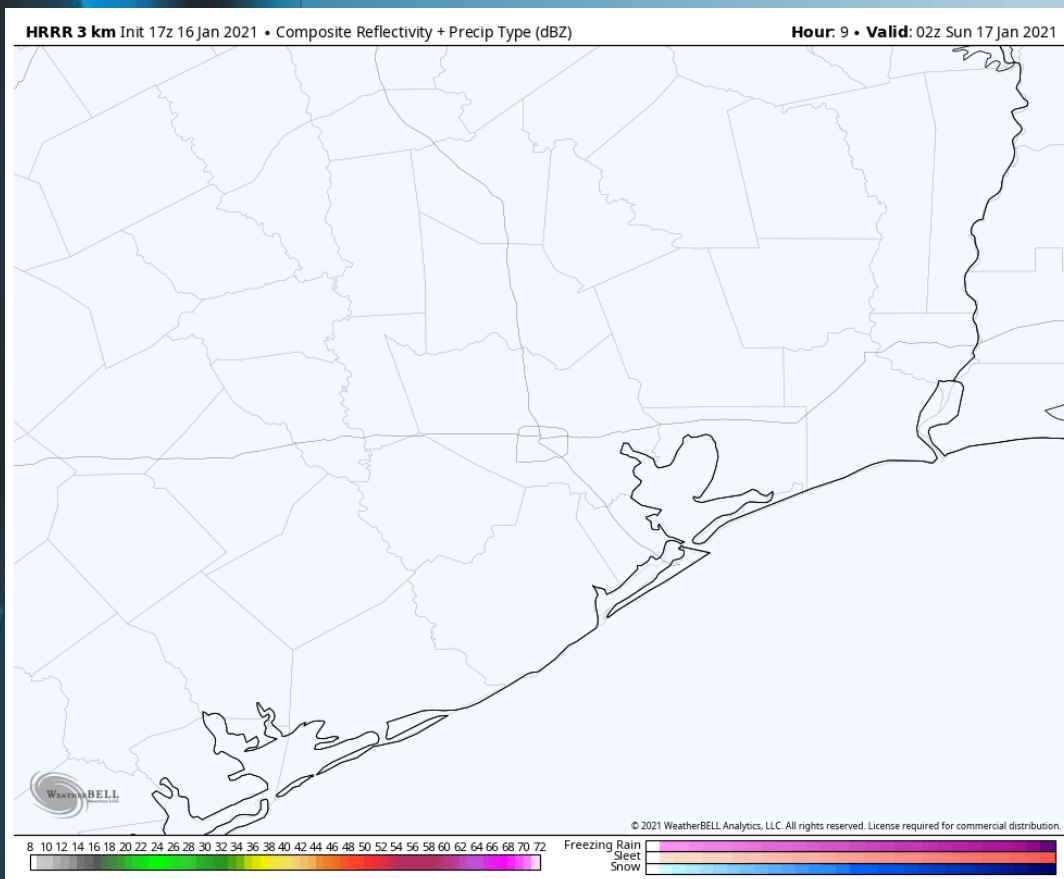 HRRR 3 km Init 17z 16 Jan 2021 • Composite Reflectivity + Precip Type (dBZ) Hour: 9 • Valid: 02z Sun 17 Jan 2021
WEATHERBELL
Analytics LLC
© 2021 WeatherBELL Analytics, LLC. All rights reserved. License required for commercial distribution.
8 10 12 14 16 18 20 22 24 26 28 30 32 34 36 38 40 42 44 46 48 50 52 54 56 58 60 62 64 66 68 70 72
Freezing Rain
Sleet
Snow